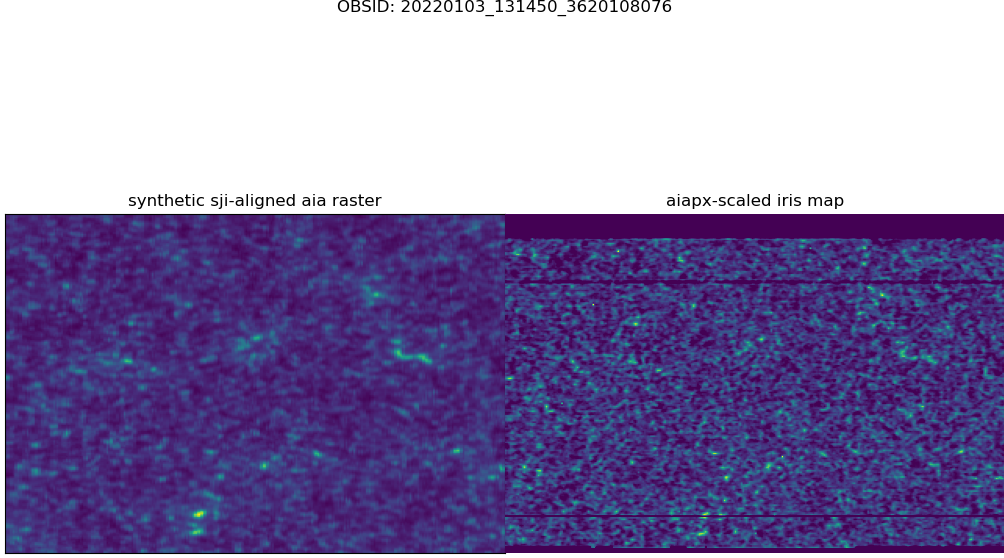 OBSID: 20220103_131450_3620108076
synthetic sji-aligned aia raster
aiapx-scaled iris map